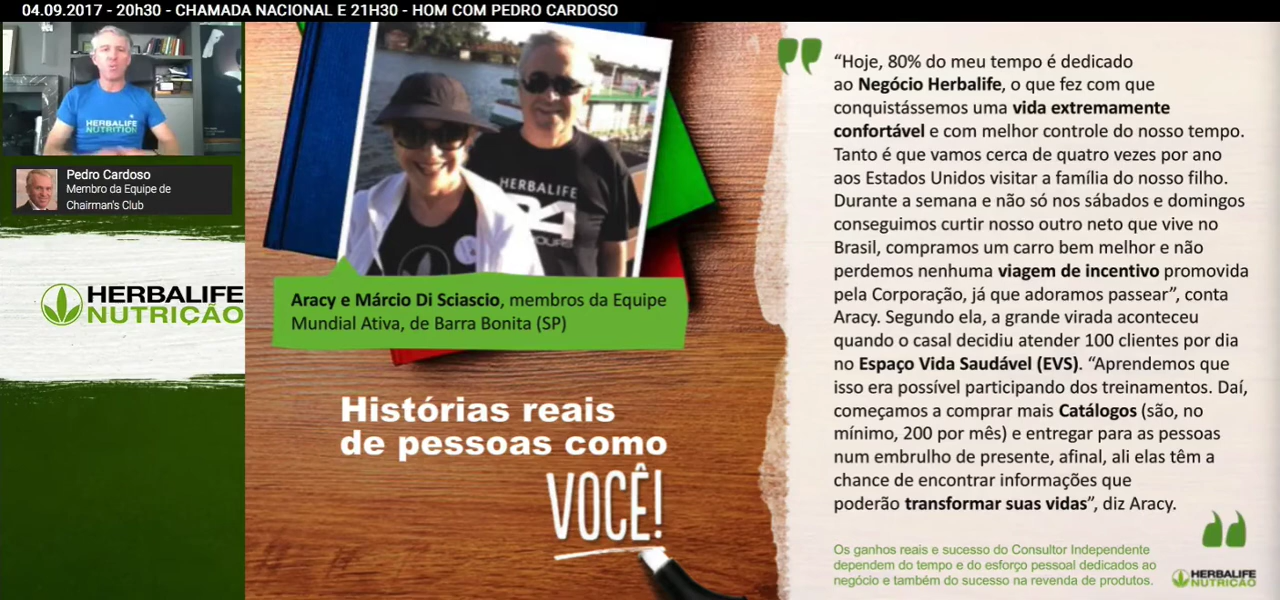 04.09.2017 - 20h30 - CHAMADA NACIONAL E 21H30 - HOM COM PEDRO CARDOSO
HERBALIFE
NUTRITION
Pedro Cardoso
Membro da Equipe de
Chairman's Club
HERBALIFE
NUTRIÇÃO
HERBALIFE
24
HOURS
Aracy e Márcio Di Sciascio, membros da Equipe
Mundial Ativa, de Barra Bonita (SP)
Histórias reais
de pessoas como
VOCÊ!
“Hoje, 80% do meu tempo é dedicado
ao Negócio Herbalife, o que fez com que
conquistássemos uma vida extremamente
confortável e com melhor controle do nosso tempo.
Tanto é que vamos cerca de quatro vezes por ano
aos Estados Unidos visitar a família do nosso filho.
Durante a semana e não só nos sábados e domingos
conseguimos curtir nosso outro neto que vive no
Brasil, compramos um carro bem melhor e não
perdemos nenhuma viagem de incentivo promovida
pela Corporação, já que adoramos passear”, conta
Aracy. Segundo ela, a grande virada aconteceu
quando o casal decidiu atender 100 clientes por dia
no Espaço Vida Saudável (EVS). “Aprendemos que
isso era possível participando dos treinamentos. Daí,
começamos a comprar mais Catálogos (são, no
mínimo, 200 por mês) e entregar para as pessoas
num embrulho de presente, afinal, ali elas têm a
chance de encontrar informações que
poderão transformar suas vidas”, diz Aracy.
Os ganhos reais e sucesso do Consultor Independente
dependem do tempo e do esforço pessoal dedicados ao
negócio e também do sucesso na revenda de produtos.
HERBALIFE
NUTRIÇÃO